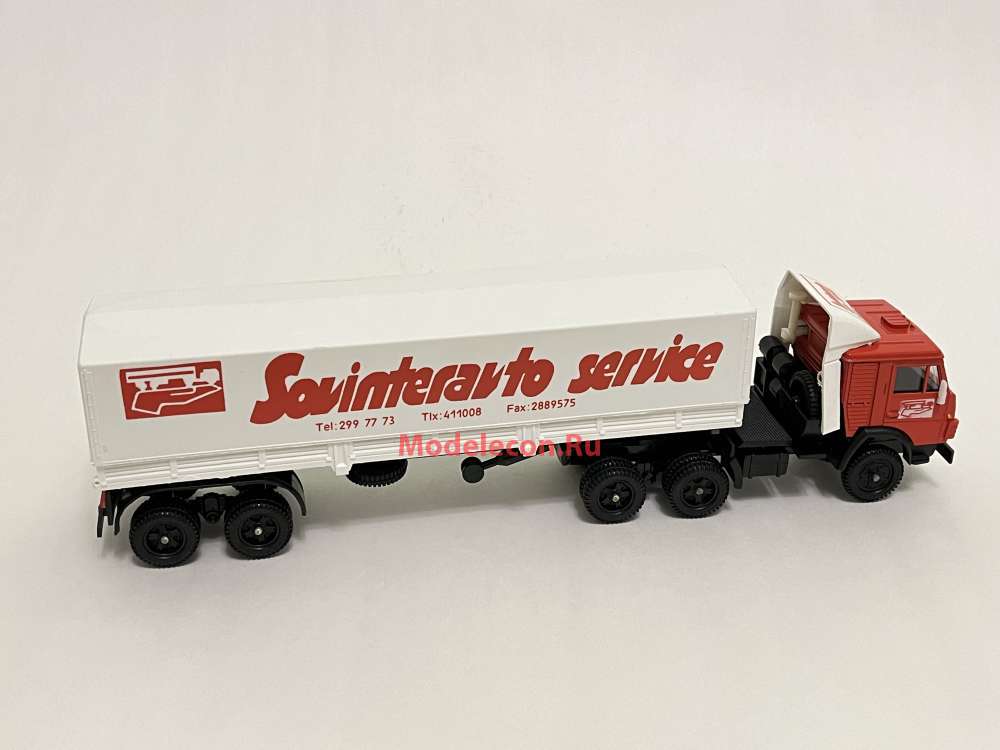 Sovinteravto service
Tel:299 77 73 Tlx:411008 Fax:2889575
Modelecon.Ru